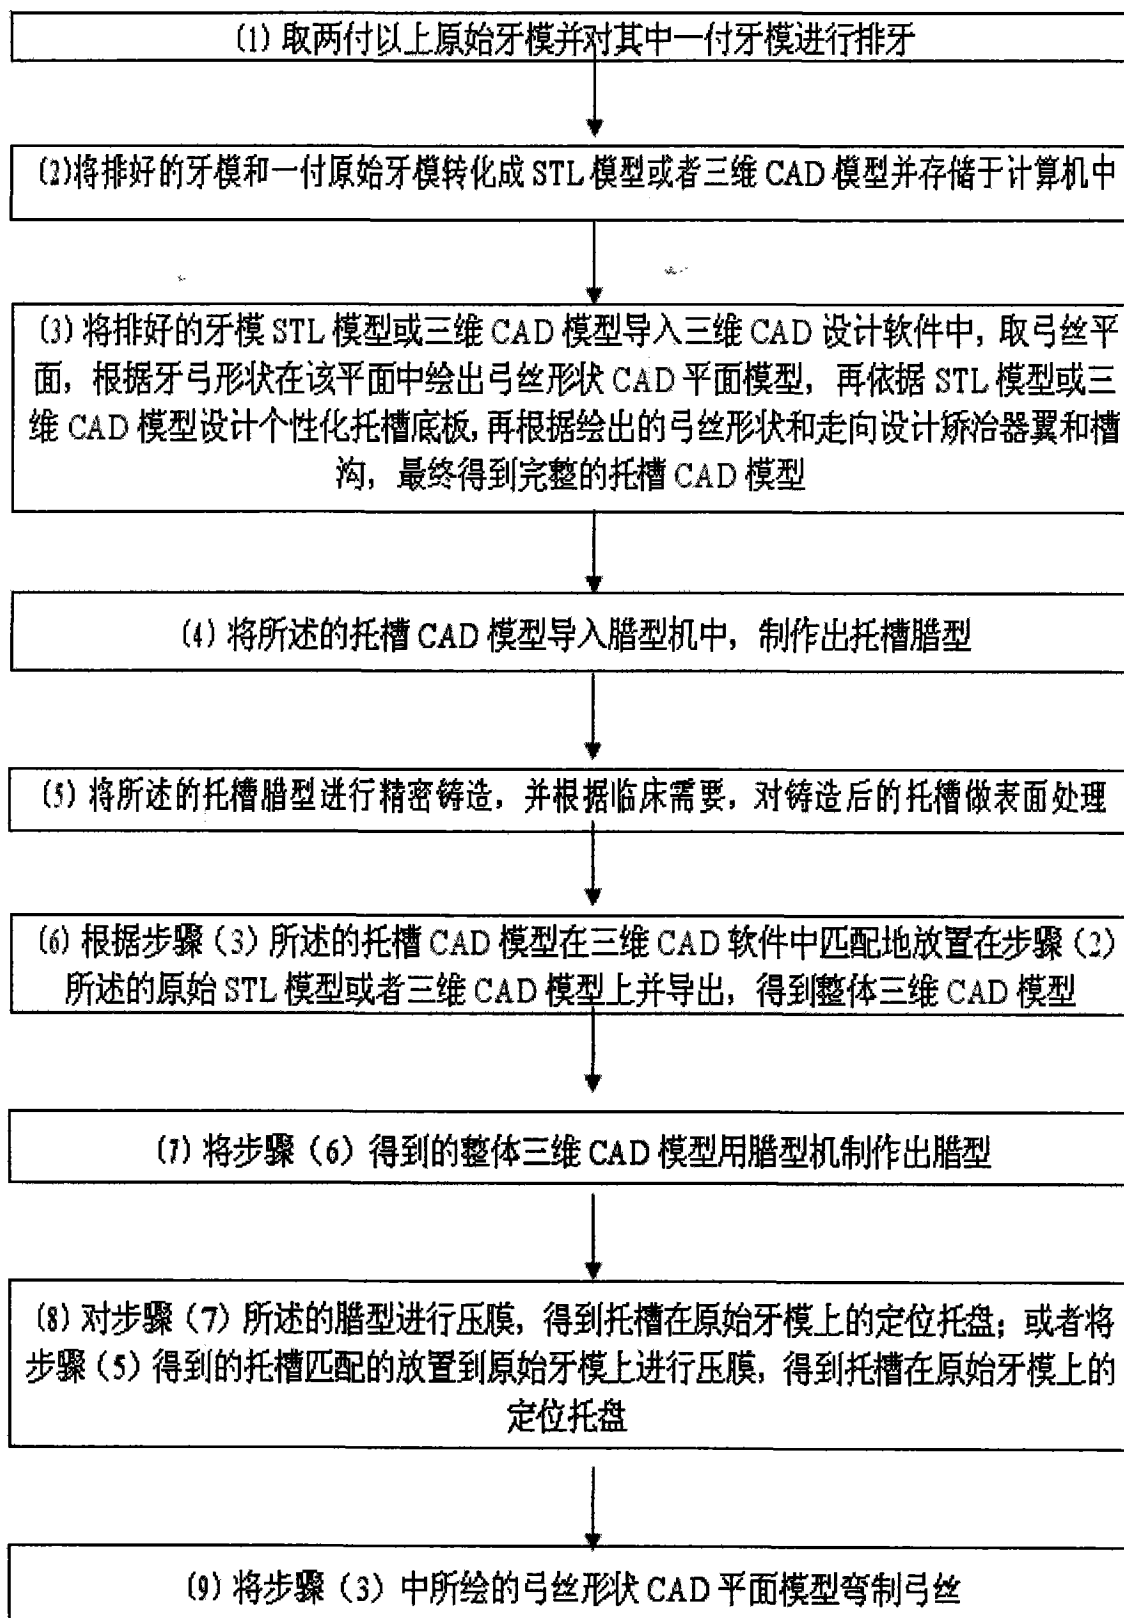 (1) 取两付以上原始牙模并对其中一付牙模进行排牙
(2)将排好的牙模和一付原始牙模转化成 STL 模型或者三维 CAD 模型并存储于计算机中
(3) 将排好的牙模 STL 模型或三维 CAD 模型导入三维 CAD 设计软件中，取弓丝平
面，根据牙弓形状在该平面中绘出弓丝形状 CAD 平面模型，再依据 STL 模型或三
维 CAD 模型设计个性化托槽底板,再根据绘出的弓丝形状和走向设计矫治器翼和槽
沟，最终得到完整的托槽 CAD 模型
(4) 将所述的托槽 CAD 模型导入腊型机中，制作出托槽腊型
(5) 将所述的托槽腊型进行精密铸造，并根据临床需要，对铸造后的托槽做表面处理
(6) 根据步骤（3）所述的托槽 CAD 模型在三维 CAD 软件中匹配地放置在步骤（2）
所述的原始 STL 模型或者三维 CAD 模型上并导出，得到整体三维 CAD 模型
(7) 将步骤（6）得到的整体三维 CAD 模型用腊型机制作出腊型
(8) 对步骤（7）所述的腊型进行压膜，得到托槽在原始牙模上的定位托盘；或者将
步骤（5）得到的托槽匹配的放置到原始牙模上进行压膜，得到托槽在原始牙模上的
定位托盘
(9) 将步骤（3）中所绘的弓丝形状 CAD 平面模型弯制弓丝